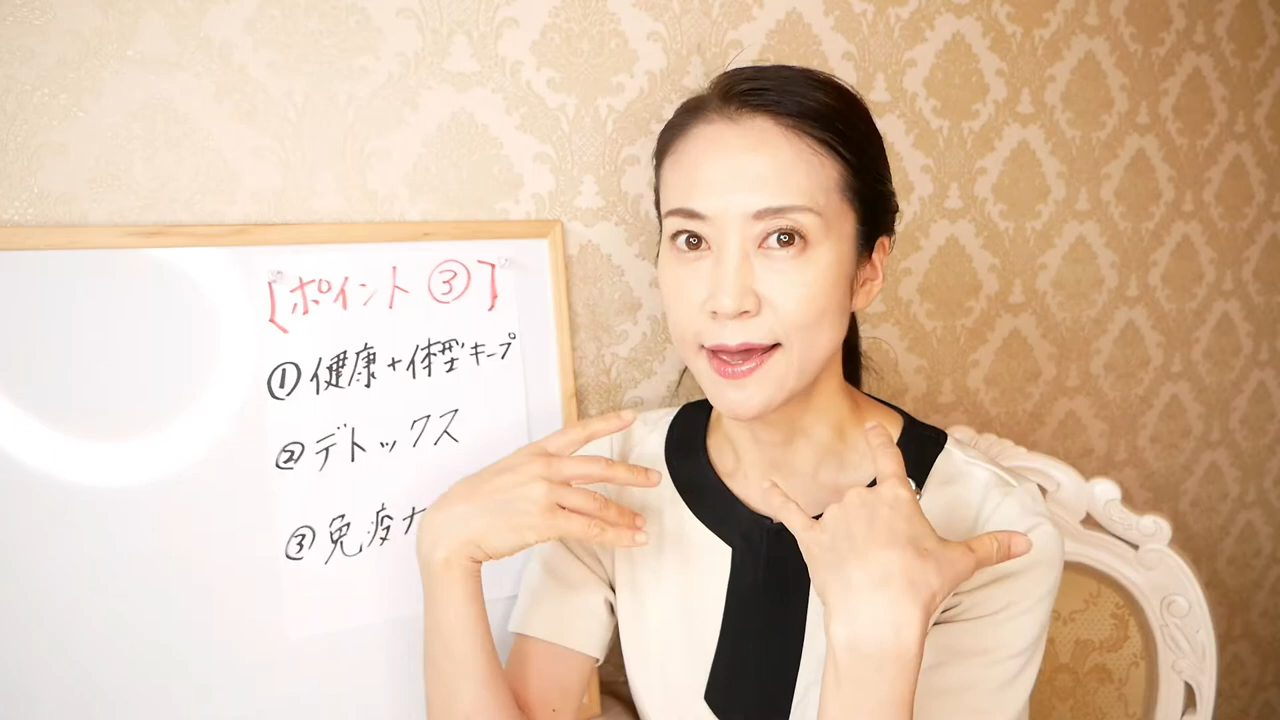 【ポイント ③】
① 健康+体型キープ
② デトックス
③ 免疫力